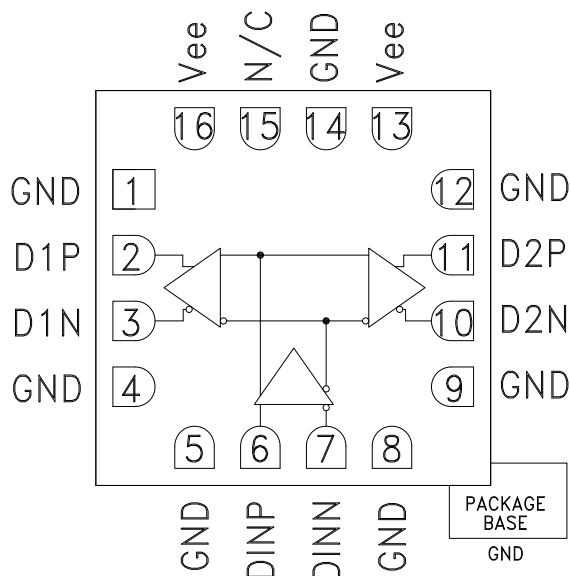 Vee N/C GND Vee
16 15 14 13
GND 1 12 GND
D1P 2 11 D2P
D1N 3 10 D2N
GND 4 9 GND
5 6 7 8
GND DINP DINN GND
PACKAGE
BASE
GND